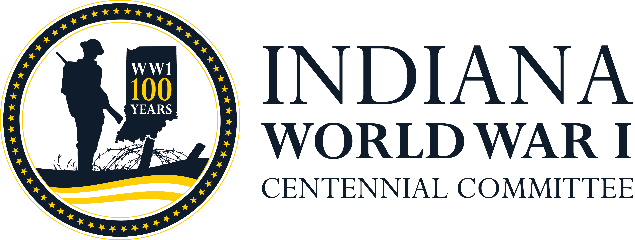 WW1
100
YEARS
INDIANA
WORLD WAR I
CENTENNIAL COMMITTEE